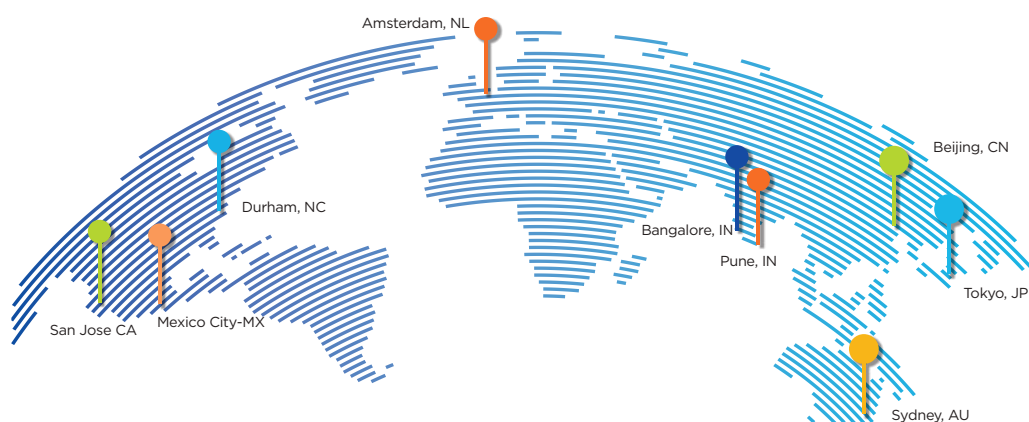 Amsterdam, NL
Beijing, CN
Durham, NC
Bangalore, IN
Pune, IN
Tokyo, JP
San Jose CA
Mexico City-MX
Sydney, AU